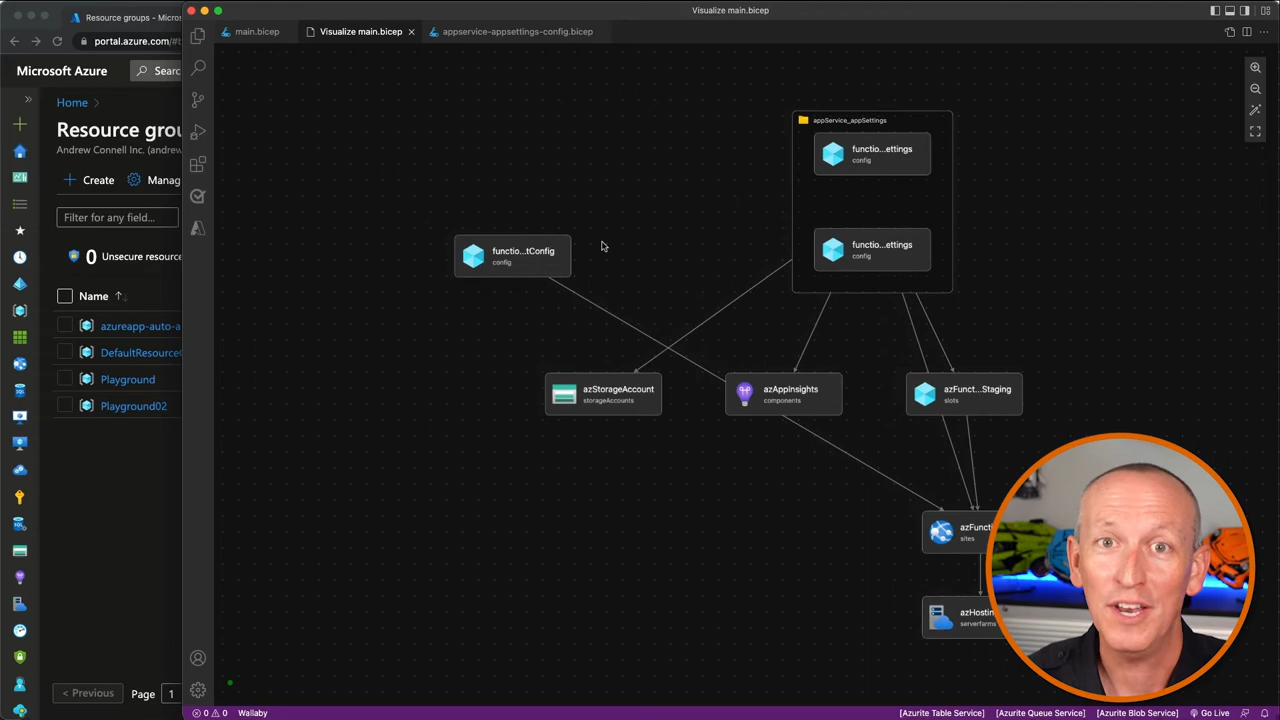 Resource groups - Micros
portal.azure.com/#b
Microsoft Azure
Searc
Home
Resource grou
Andrew Connell Inc. (andrew
Create
Manag
Filter for any field...
0 Unsecure resource
Name
azureapp-auto-a
DefaultResourceG
Playground
Playground02
< Previous
Page
1
Visualize main.bicep
main.bicep
Visualize main.bicep
appservice-appsettings-config.bicep
appService_appSettings
functio...ettings
config
functio...ettings
config
functio...tConfig
config
azStorageAccount
storageAccounts
azAppInsights
components
azFunct...Staging
slots
azFuncti
sites
azHostin
serverfarms
0
0
Wallaby
[Azurite Table Service]
[Azurite Queue Service]
[Azurite Blob Service]
Go Live